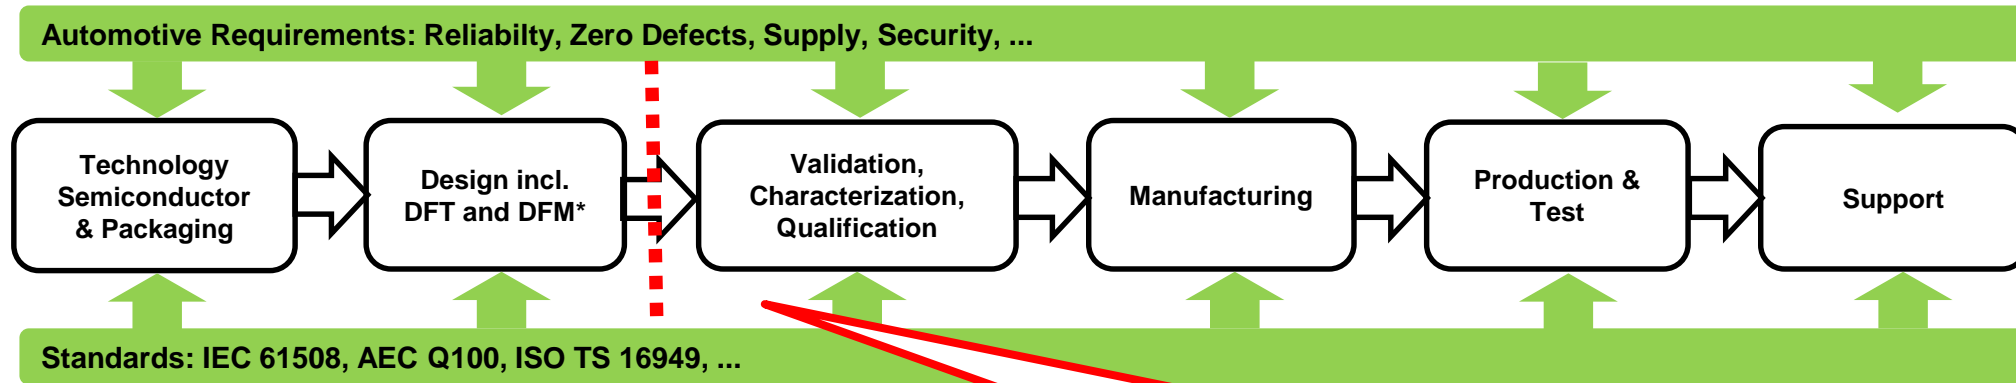 Automotive Requirements: Reliabilty, Zero Defects, Supply, Security, ...
Technology
Semiconductor
& Packaging
Design incl.
DFT and DFM*
Validation,
Characterization,
Qualification
Manufacturing
Production &
Test
Support
Standards: IEC 61508, AEC Q100, ISO TS 16949, ...